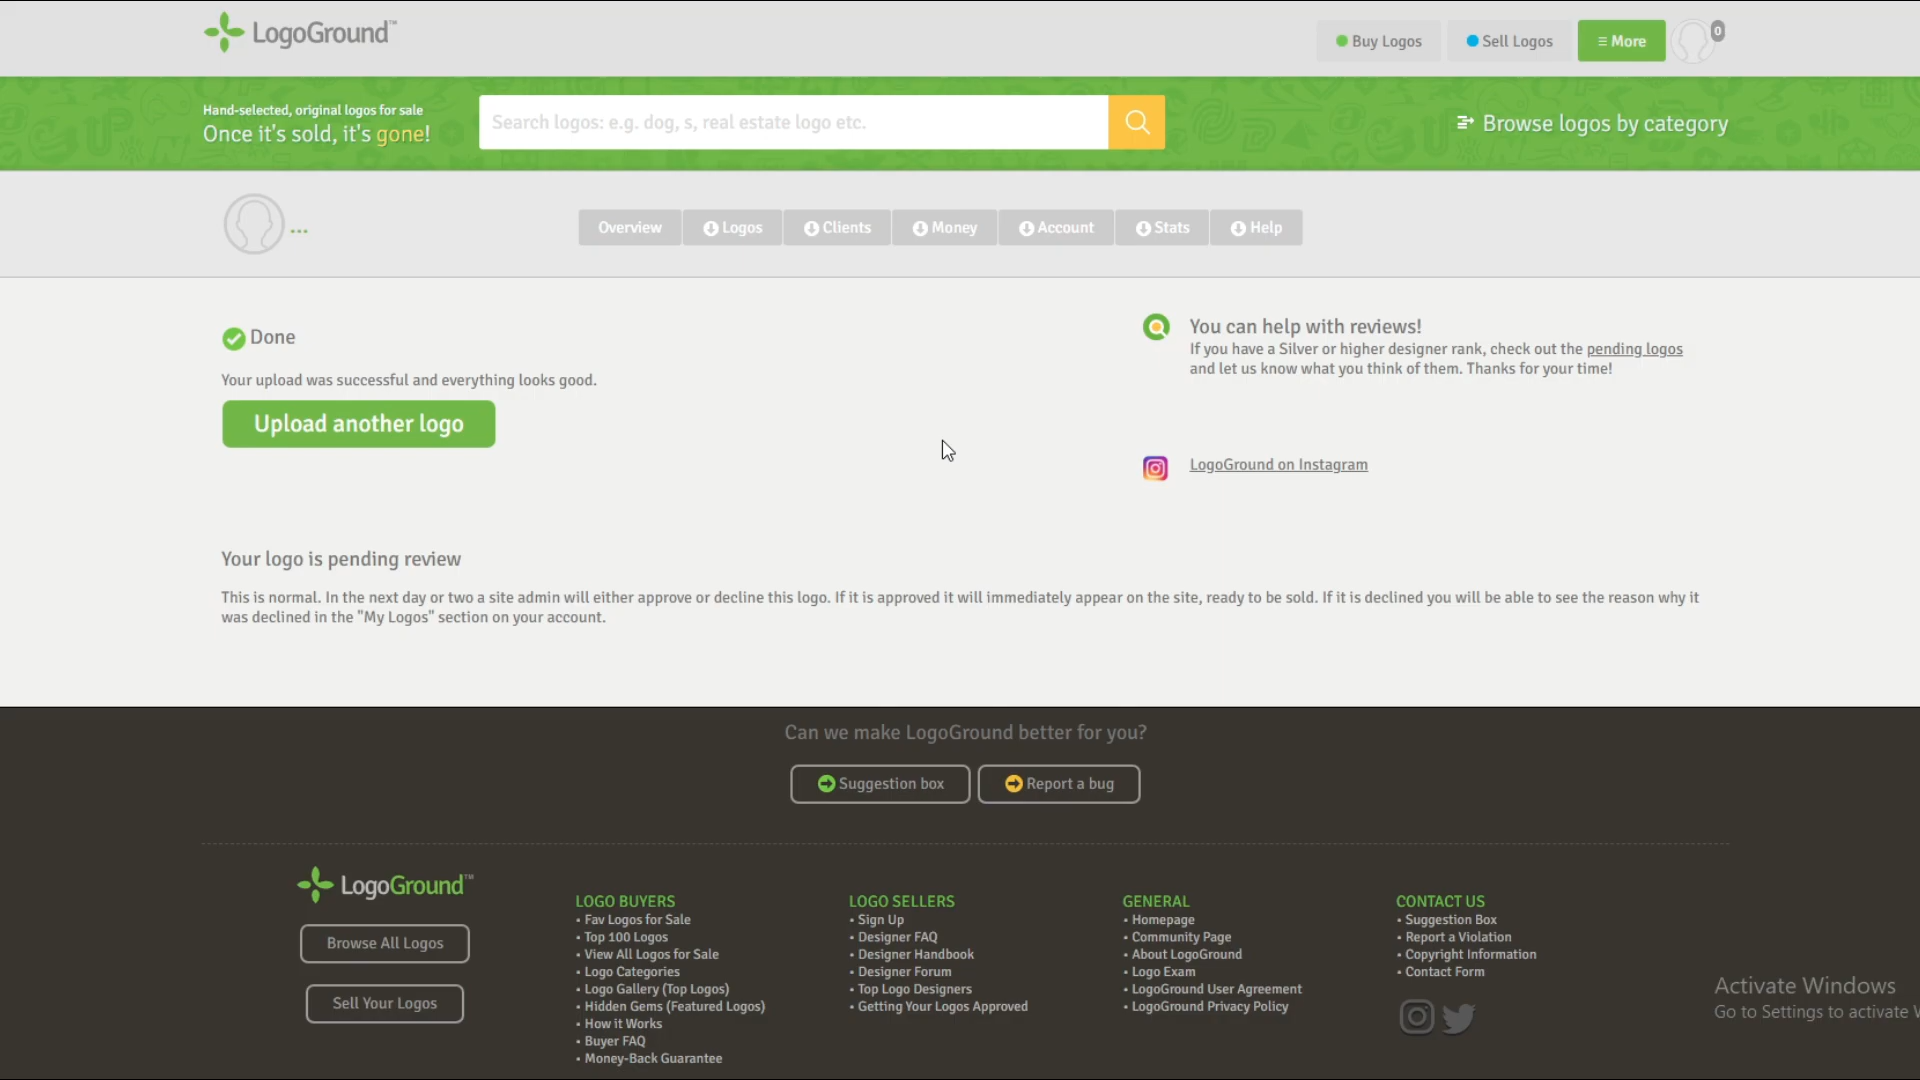 LogoGround™
Buy Logos
Sell Logos
≡ More
0
Hand-selected, original logos for sale
Once it's sold, it's gone!
Search logos: e.g. dog, s, real estate logo etc.
Browse logos by category
...
Overview
Logos
Clients
Money
Account
Stats
Help
Done
Your upload was successful and everything looks good.
Upload another logo
You can help with reviews!
If you have a Silver or higher designer rank, check out the pending logos
and let us know what you think of them. Thanks for your time!
LogoGround on Instagram
Your logo is pending review
This is normal. In the next day or two a site admin will either approve or decline this logo. If it is approved it will immediately appear on the site, ready to be sold. If it is declined you will be able to see the reason why it
was declined in the "My Logos" section on your account.
Can we make LogoGround better for you?
Suggestion box
Report a bug
LogoGround™
Browse All Logos
Sell Your Logos
LOGO BUYERS
• Fav Logos for Sale
• Top 100 Logos
• View All Logos for Sale
• Logo Categories
• Logo Gallery (Top Logos)
• Hidden Gems (Featured Logos)
• How it Works
• Buyer FAQ
• Money-Back Guarantee
LOGO SELLERS
• Sign Up
• Designer FAQ
• Designer Handbook
• Designer Forum
• Top Logo Designers
• Getting Your Logos Approved
GENERAL
• Homepage
• Community Page
• About LogoGround
• Logo Exam
• LogoGround User Agreement
• LogoGround Privacy Policy
CONTACT US
• Suggestion Box
• Report a Violation
• Copyright Information
• Contact Form
Activate Windows
Go to Settings to activate